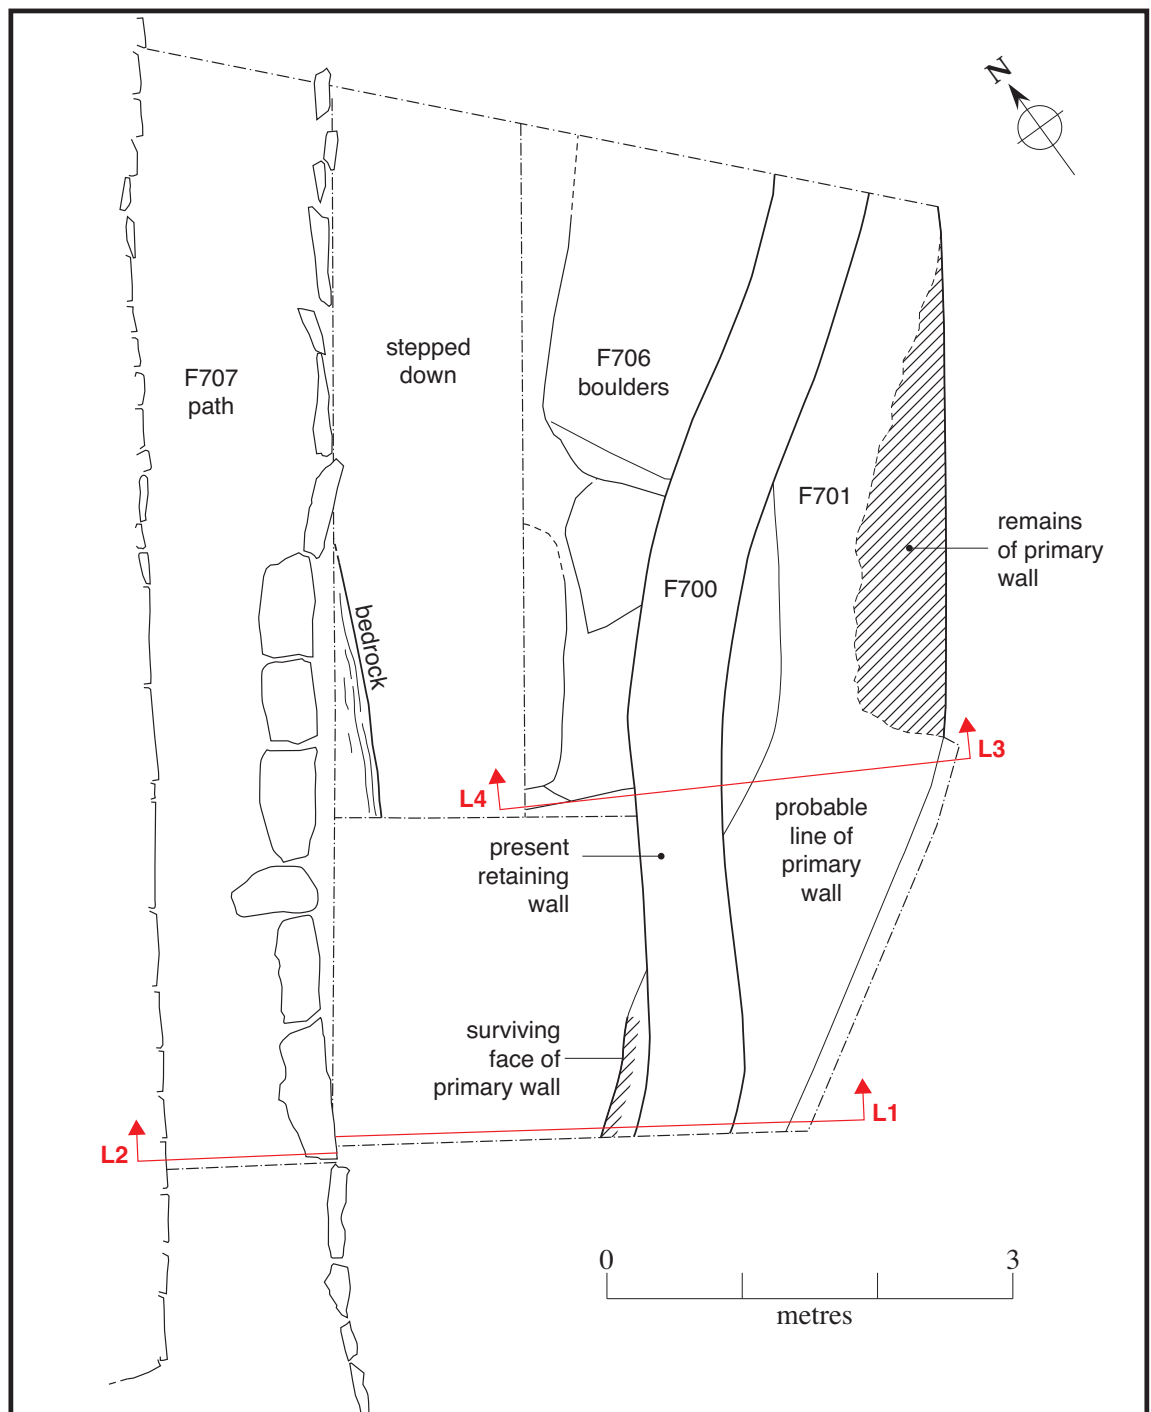 N
stepped
down
F706
boulders
F707
path
F701
remains
of primary
wall
F700
bedrock
L3
L4
probable
line of
primary
wall
present
retaining
wall
surviving
face of
primary wall
L1
L2
0 3
metres